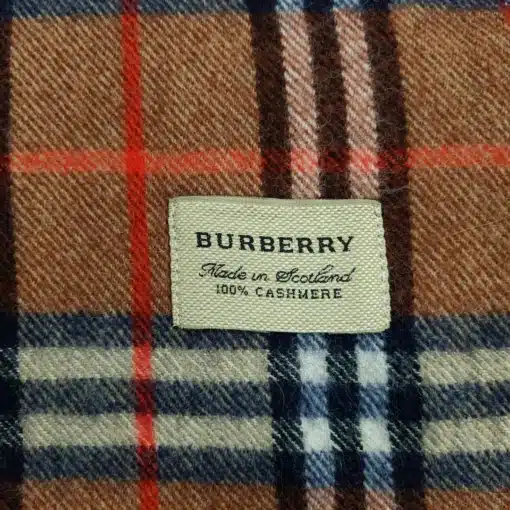 BURBERRY
Made in Scotland
100% CASHMERE